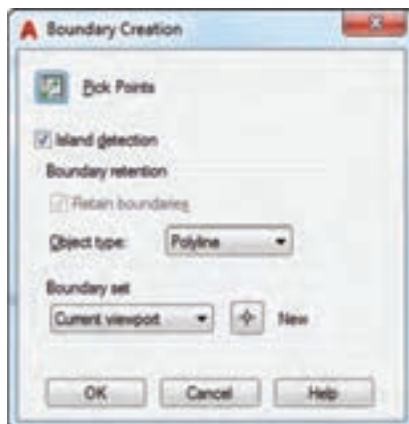 Boundary Creation
Pick Points
Island detection
Boundary retention
Retain boundaries
Object type: Polyline
Boundary set
Current viewport New
OK Cancel Help